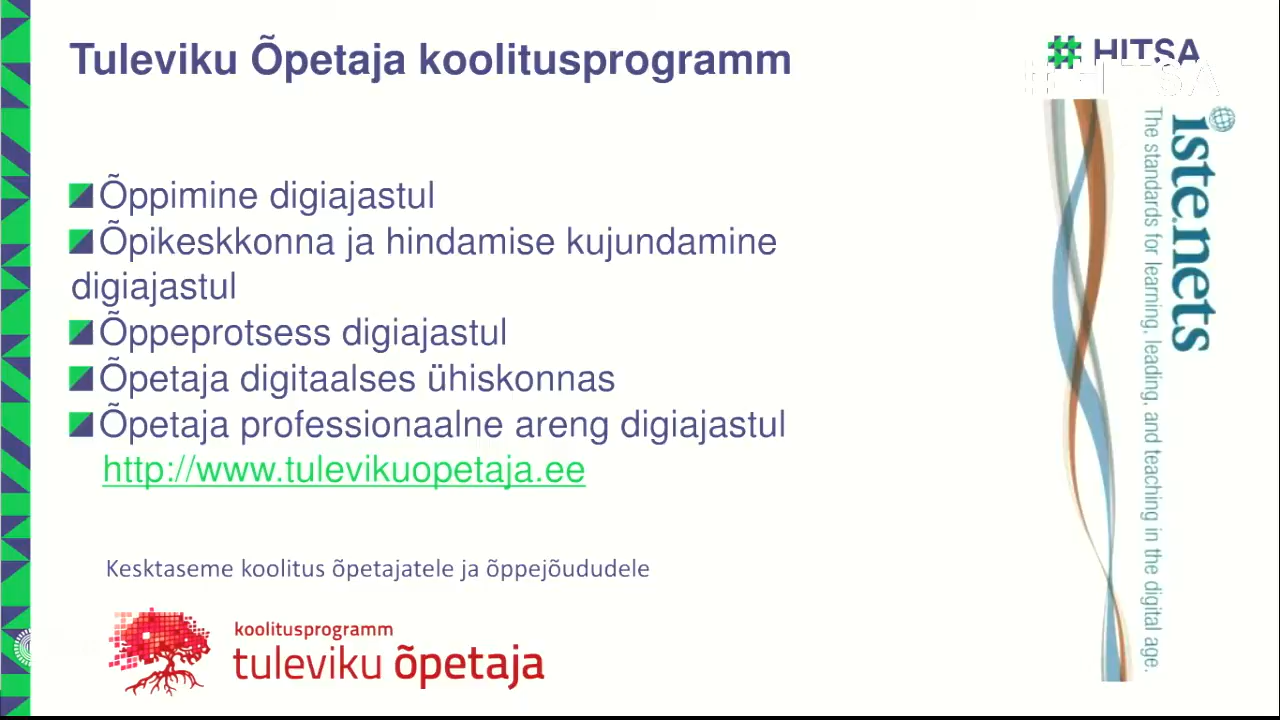 Tuleviku Õpetaja koolitusprogramm
# HITSA
# HITSA
Õppimine digiajastul
Õpikeskkonna ja hindamise kujundamine
digiajastul
Õppeprotsess digiajastul
Õpetaja digitaalses ühiskonnas
Õpetaja professionaalne areng digiajastul
http://www.tulevikuopetaja.ee
Kesktaseme koolitus õpetajatele ja õppejõududele
koolitusprogramm
tuleviku õpetaja
iste.nets
The standards for learning, leading, and teaching in the digital age.